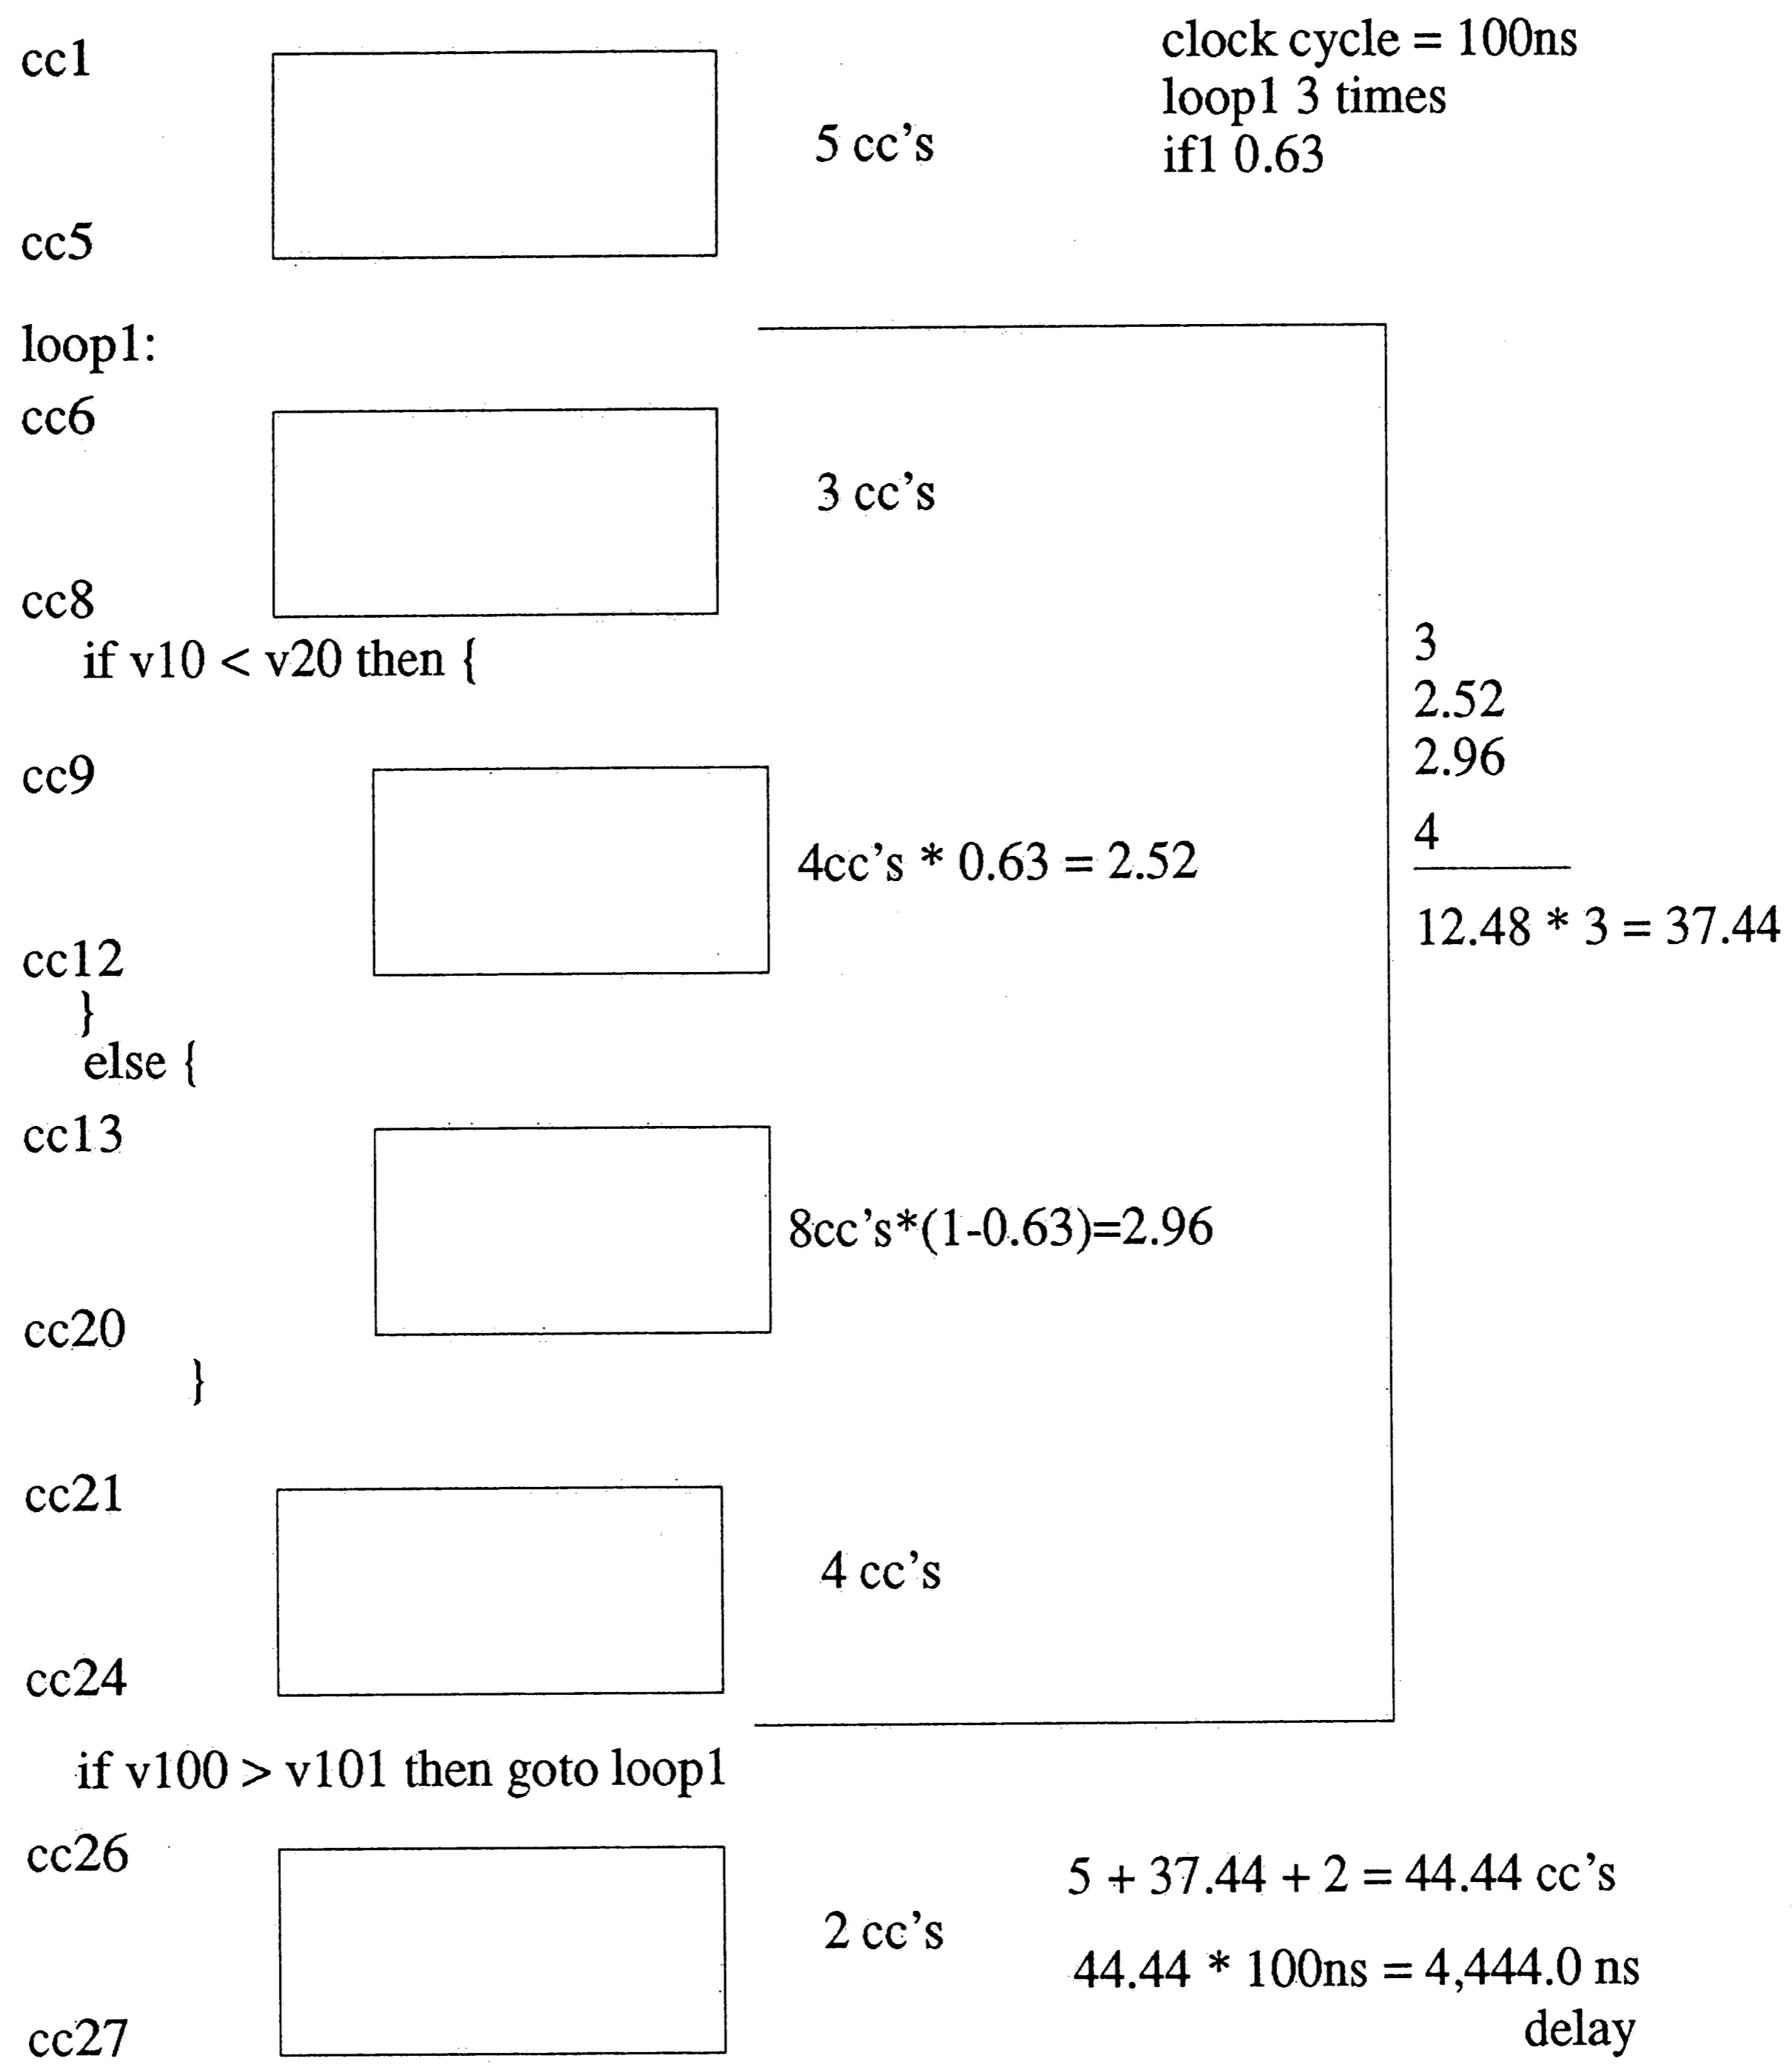 cc1
clock cycle = 100ns
loop1 3 times
if1 0.63
5 cc's
cc5
loop1:
cc6
3 cc's
cc8
if v10 < v20 then {
3
2.52
2.96
4
12.48 * 3 = 37.44
cc9
4cc's * 0.63 = 2.52
cc12
}
else {
cc13
8cc's*(1-0.63)=2.96
cc20
}
cc21
4 cc's
cc24
if v100 > v101 then goto loop1
cc26
2 cc's
cc27
5 + 37.44 + 2 = 44.44 cc's
44.44 * 100ns = 4,444.0 ns
delay